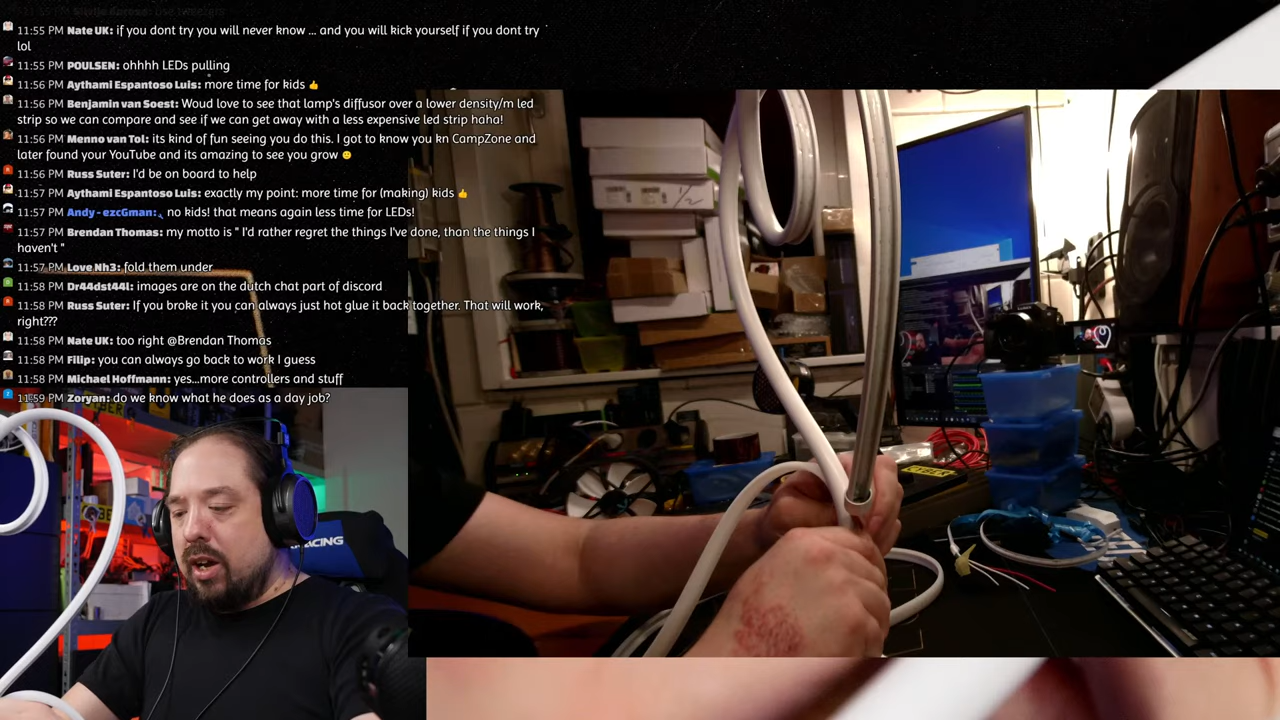 11:55 PM Nate UK: if you dont try you will never know ... and you will kick yourself if you dont try
lol
11:55 PM POULSEN: ohhhh LEDs pulling
11:56 PM Aythami Espantoso Luis: more time for kids 👍
11:56 PM Benjamin van Soest: Woud love to see that lamp's diffusor over a lower density/m led
strip so we can compare and see if we can get away with a less expensive led strip haha!
11:56 PM Menno van Tol: its kind of fun seeing you do this. I got to know you kn CampZone and
later found your YouTube and its amazing to see you grow 🙂
11:56 PM Russ Suter: I'd be on board to help
11:57 PM Aythami Espantoso Luis: exactly my point: more time for (making) kids 👍
11:57 PM Andy - ezcGman: no kids! that means again less time for LEDs!
11:57 PM Brendan Thomas: my motto is " I'd rather regret the things I've done, than the things I
haven't "
11:57 PM Love Nh3: fold them under
11:58 PM Dr44dst44l: images are on the dutch chat part of discord
11:58 PM Russ Suter: If you broke it you can always just hot glue it back together. That will work,
right???
11:58 PM Nate UK: too right @Brendan Thomas
11:58 PM Filip: you can always go back to work I guess
11:58 PM Michael Hoffmann: yes...more controllers and stuff
11:59 PM Zoryan: do we know what he does as a day job?
RACING
CYBER